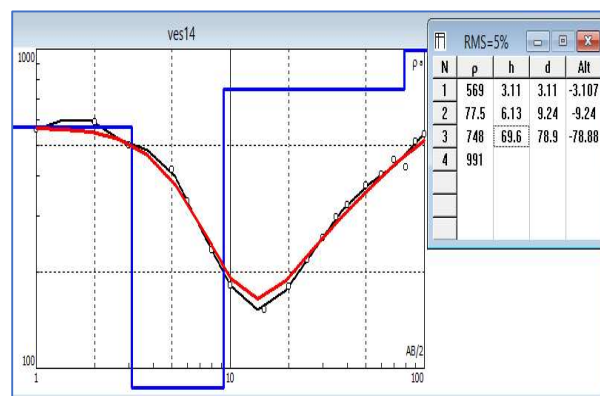 ves14
1000
ρ a
100
1
10
100
AB/2
RMS=5%
N ρ h d Alt
1 569 3.11 3.11 -3.107
2 77.5 6.13 9.24 -9.24
3 748 69.6 78.9 -78.88
4 991